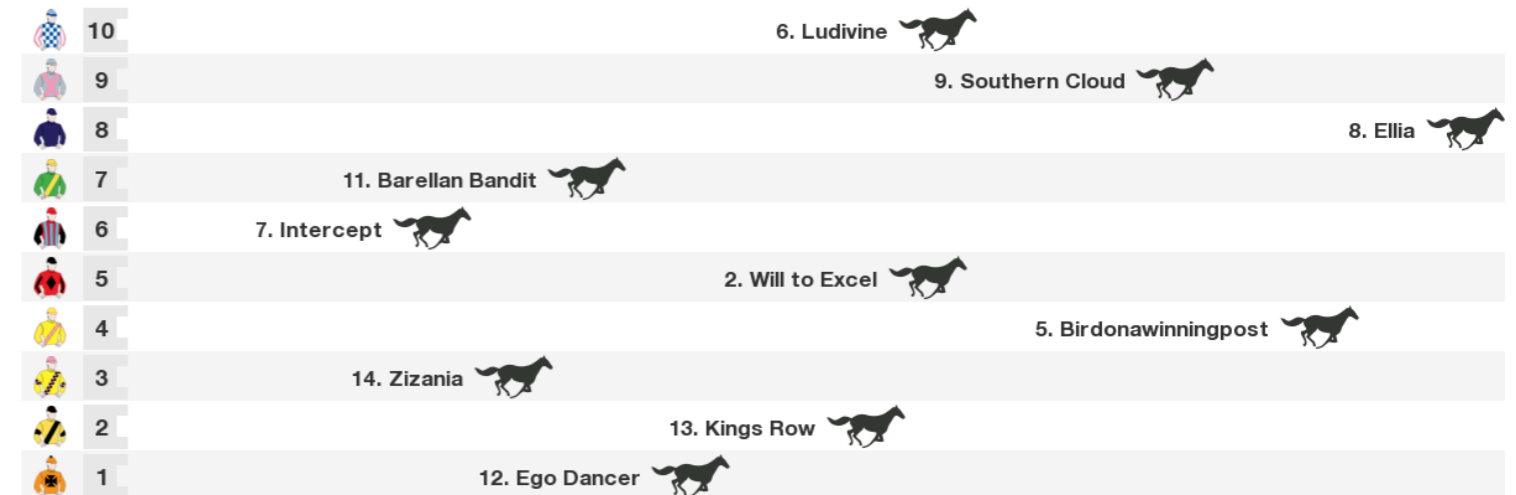 10 6. Ludivine
9 9. Southern Cloud
8 8. Ellia
7 11. Barellan Bandit
6 7. Intercept
5 2. Will to Excel
4 5. Birdonawinningpost
3 14. Zizania
2 13. Kings Row
1 12. Ego Dancer